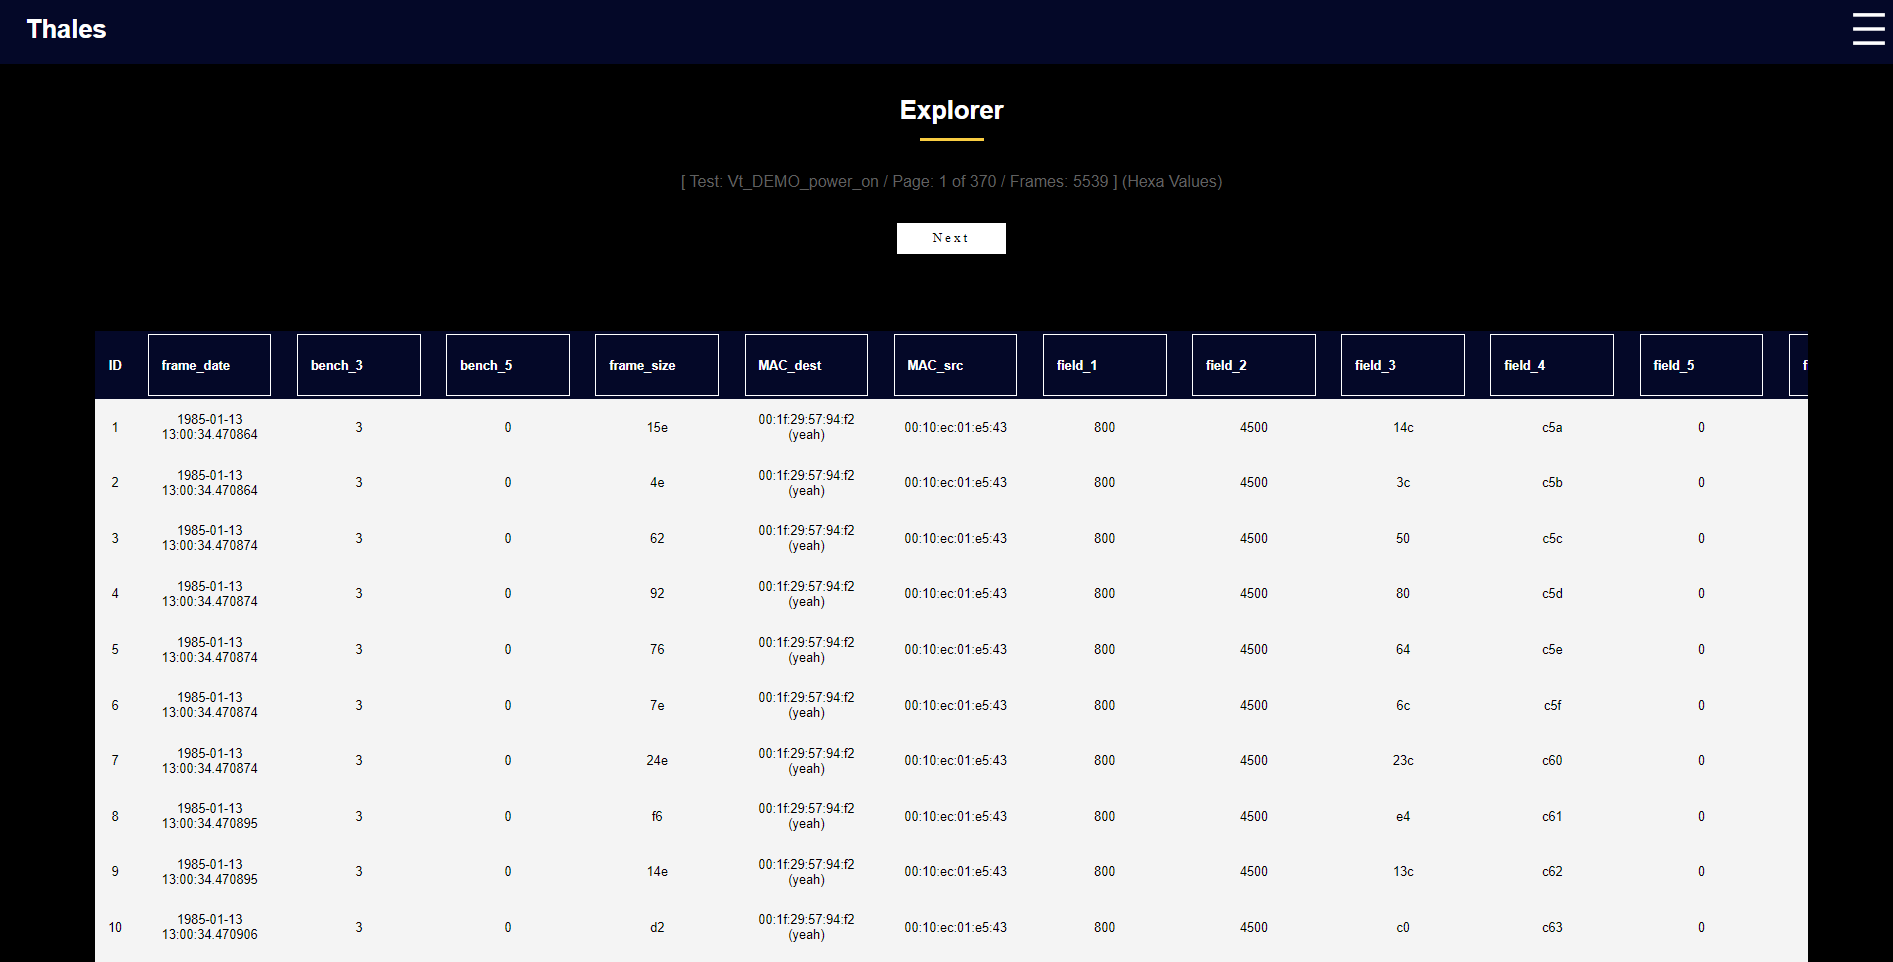 Thales
Explorer
[ Test: Vt_DEMO_power_on / Page: 1 of 370 / Frames: 5539 ] (Hexa Values)
Next
ID frame_date bench_3 bench_5 frame_size MAC_dest MAC_src field_1 field_2 field_3 field_4 field_5 f
1 1985-01-13 13:00:34.470864 3 0 15e 00:1f:29:57:94:f2 (yeah) 00:10:ec:01:e5:43 800 4500 14c c5a 0
2 1985-01-13 13:00:34.470864 3 0 4e 00:1f:29:57:94:f2 (yeah) 00:10:ec:01:e5:43 800 4500 3c c5b 0
3 1985-01-13 13:00:34.470874 3 0 62 00:1f:29:57:94:f2 (yeah) 00:10:ec:01:e5:43 800 4500 50 c5c 0
4 1985-01-13 13:00:34.470874 3 0 92 00:1f:29:57:94:f2 (yeah) 00:10:ec:01:e5:43 800 4500 80 c5d 0
5 1985-01-13 13:00:34.470874 3 0 76 00:1f:29:57:94:f2 (yeah) 00:10:ec:01:e5:43 800 4500 64 c5e 0
6 1985-01-13 13:00:34.470874 3 0 7e 00:1f:29:57:94:f2 (yeah) 00:10:ec:01:e5:43 800 4500 6c c5f 0
7 1985-01-13 13:00:34.470874 3 0 24e 00:1f:29:57:94:f2 (yeah) 00:10:ec:01:e5:43 800 4500 23c c60 0
8 1985-01-13 13:00:34.470895 3 0 f6 00:1f:29:57:94:f2 (yeah) 00:10:ec:01:e5:43 800 4500 e4 c61 0
9 1985-01-13 13:00:34.470895 3 0 14e 00:1f:29:57:94:f2 (yeah) 00:10:ec:01:e5:43 800 4500 13c c62 0
10 1985-01-13 13:00:34.470906 3 0 d2 00:1f:29:57:94:f2 (yeah) 00:10:ec:01:e5:43 800 4500 c0 c63 0